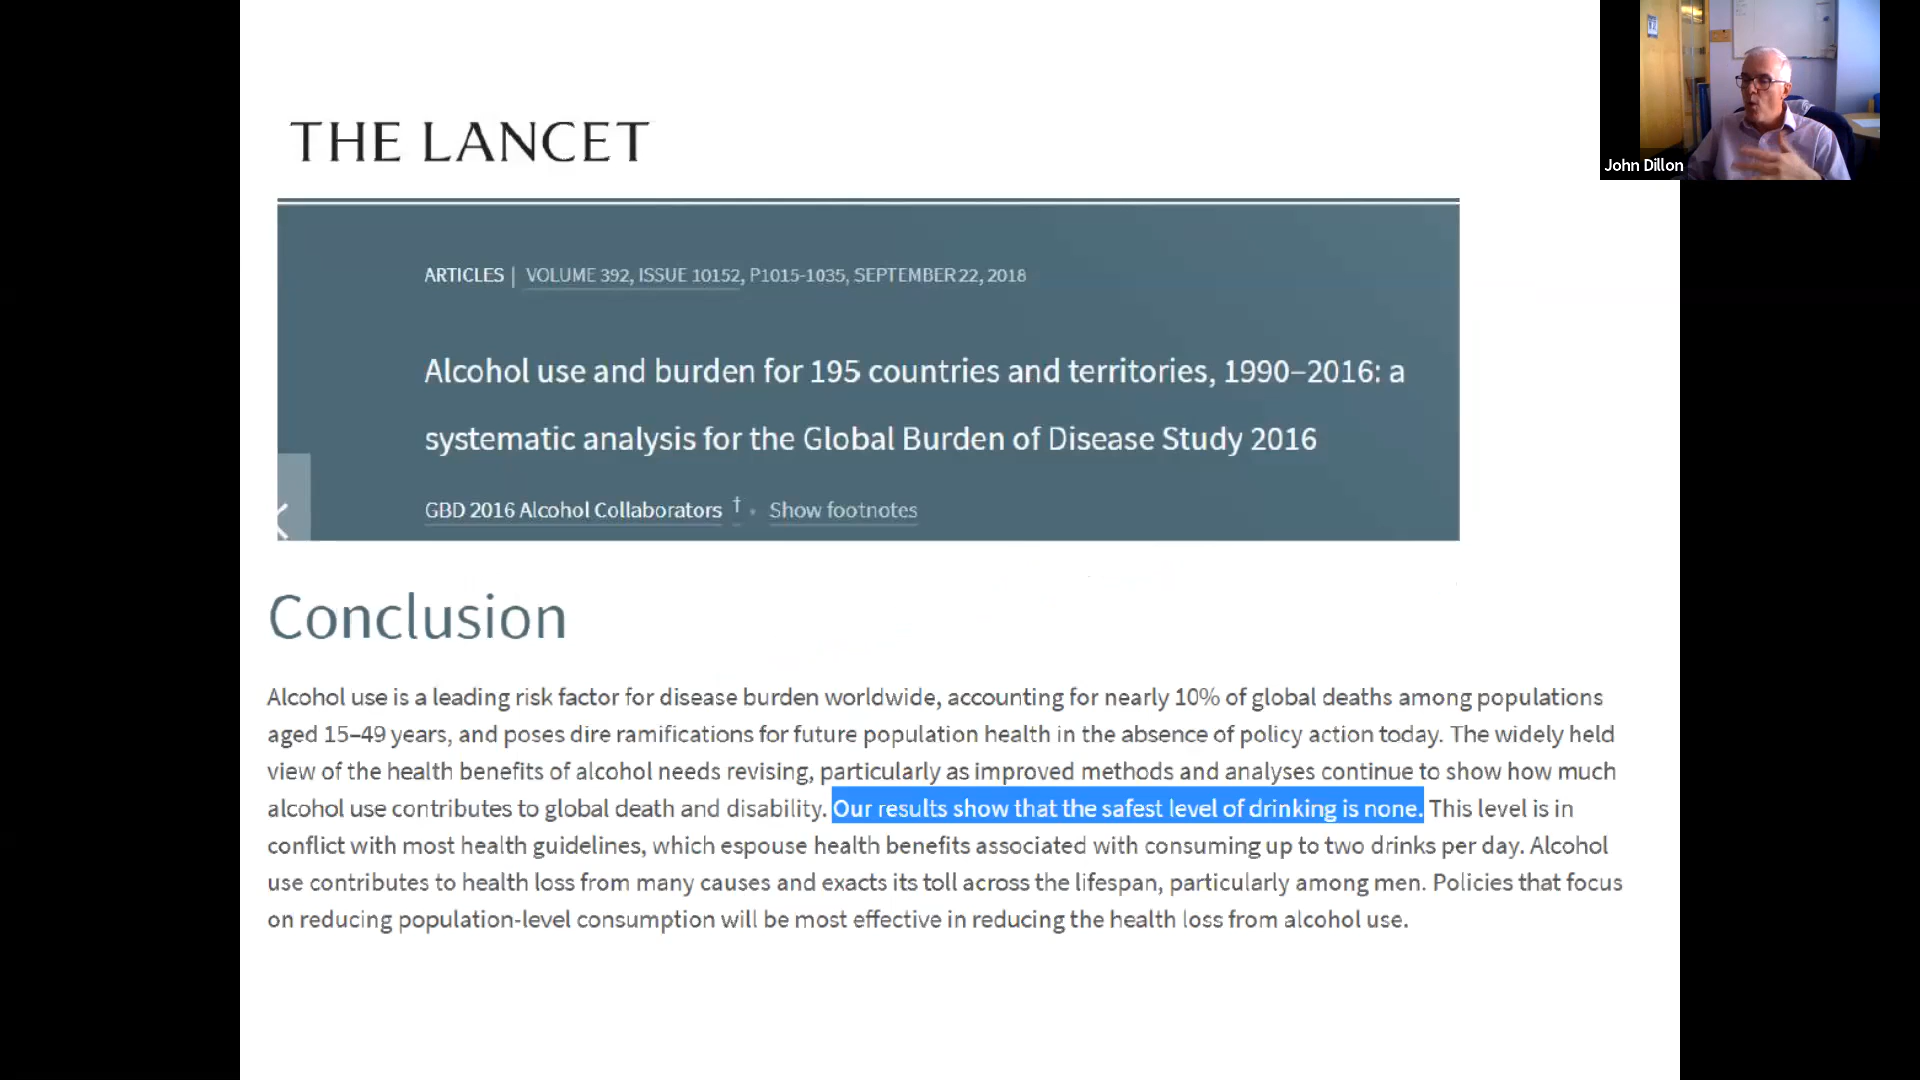 THE LANCET
John Dillon
ARTICLES | VOLUME 392, ISSUE 10152, P1015-1035, SEPTEMBER 22, 2018
Alcohol use and burden for 195 countries and territories, 1990–2016: a
systematic analysis for the Global Burden of Disease Study 2016
GBD 2016 Alcohol Collaborators † • Show footnotes
Conclusion
Alcohol use is a leading risk factor for disease burden worldwide, accounting for nearly 10% of global deaths among populations
aged 15–49 years, and poses dire ramifications for future population health in the absence of policy action today. The widely held
view of the health benefits of alcohol needs revising, particularly as improved methods and analyses continue to show how much
alcohol use contributes to global death and disability. Our results show that the safest level of drinking is none. This level is in
conflict with most health guidelines, which espouse health benefits associated with consuming up to two drinks per day. Alcohol
use contributes to health loss from many causes and exacts its toll across the lifespan, particularly among men. Policies that focus
on reducing population-level consumption will be most effective in reducing the health loss from alcohol use.